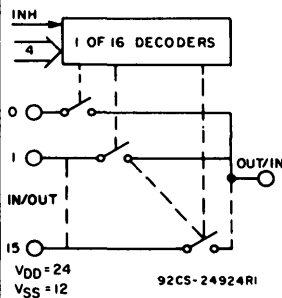 INH
4
1 OF 16 DECODERS
0
1
OUT/IN
IN/OUT
15
VDD = 24
VSS = 12
92CS-24924R1